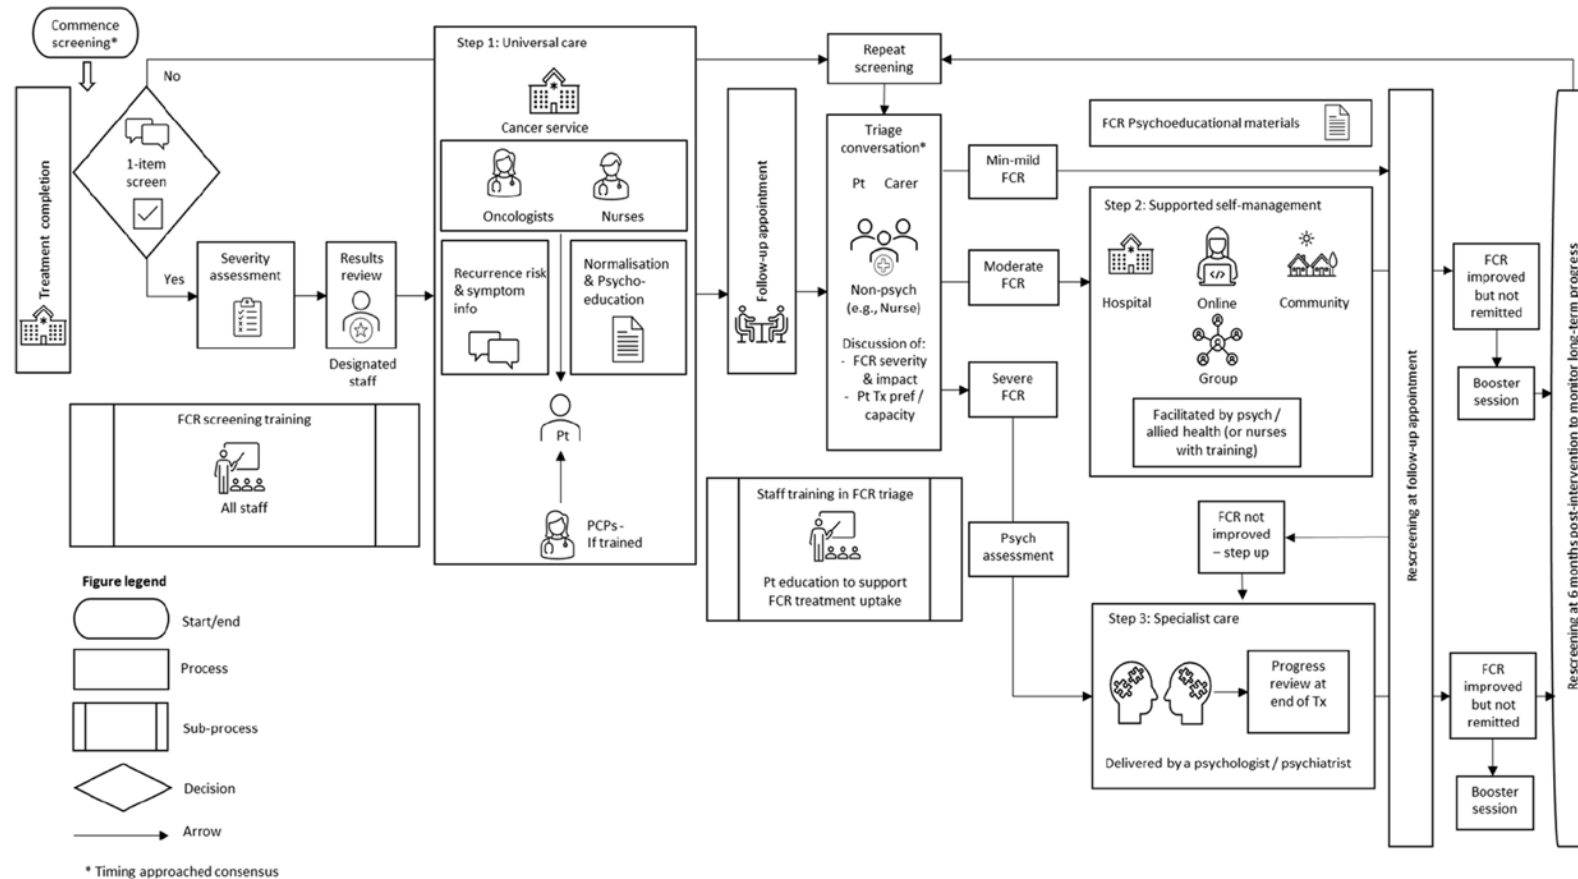 Commence
screening*
Treatment completion
No
1-item
screen
Yes
Severity
assessment
Results
review
Designated
staff
FCR screening training
All staff
Step 1: Universal care
Cancer service
Oncologists
Nurses
Recurrence risk
& symptom
info
Normalisation
& Psycho-
education
Pt
PCPs -
If trained
Follow-up appointment
Repeat
screening
Triage
conversation*
Pt
Carer
Non-psych
(e.g., Nurse)
Discussion of:
- FCR severity
& impact
- Pt Tx pref /
capacity
Staff training in FCR triage
Pt education to support
FCR treatment uptake
Min-mild
FCR
Moderate
FCR
Severe
FCR
Psych
assessment
FCR Psychoeducational materials
Step 2: Supported self-management
Hospital
Online
Community
Group
Facilitated by psych /
allied health (or nurses
with training)
FCR not
improved
– step up
Step 3: Specialist care
Progress
review at
end of Tx
Delivered by a psychologist / psychiatrist
Rescreening at follow-up appointment
FCR
improved
but not
remitted
Booster
session
FCR
improved
but not
remitted
Booster
session
Rescreening at 6 months post-intervention to monitor long-term progress
Figure legend
Start/end
Process
Sub-process
Decision
Arrow
* Timing approached consensus